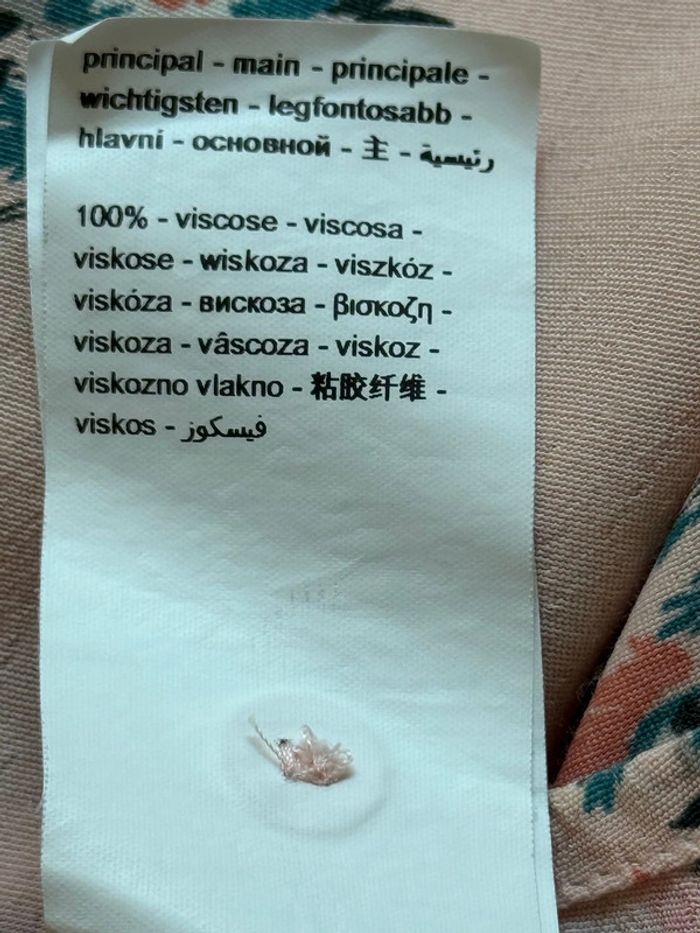 principal - main - principale -
wichtigsten - legfontosabb -
hlavní - основной - 主 - رئيسية
100% - viscose - viscosa -
viskose - wiskoza - viszkóz -
viskóza - вискоза - βισκοζη -
viskoza - vâscoza - viskoz -
viskozno vlakno - 粘胶纤维 -
viskos - فيسكوز